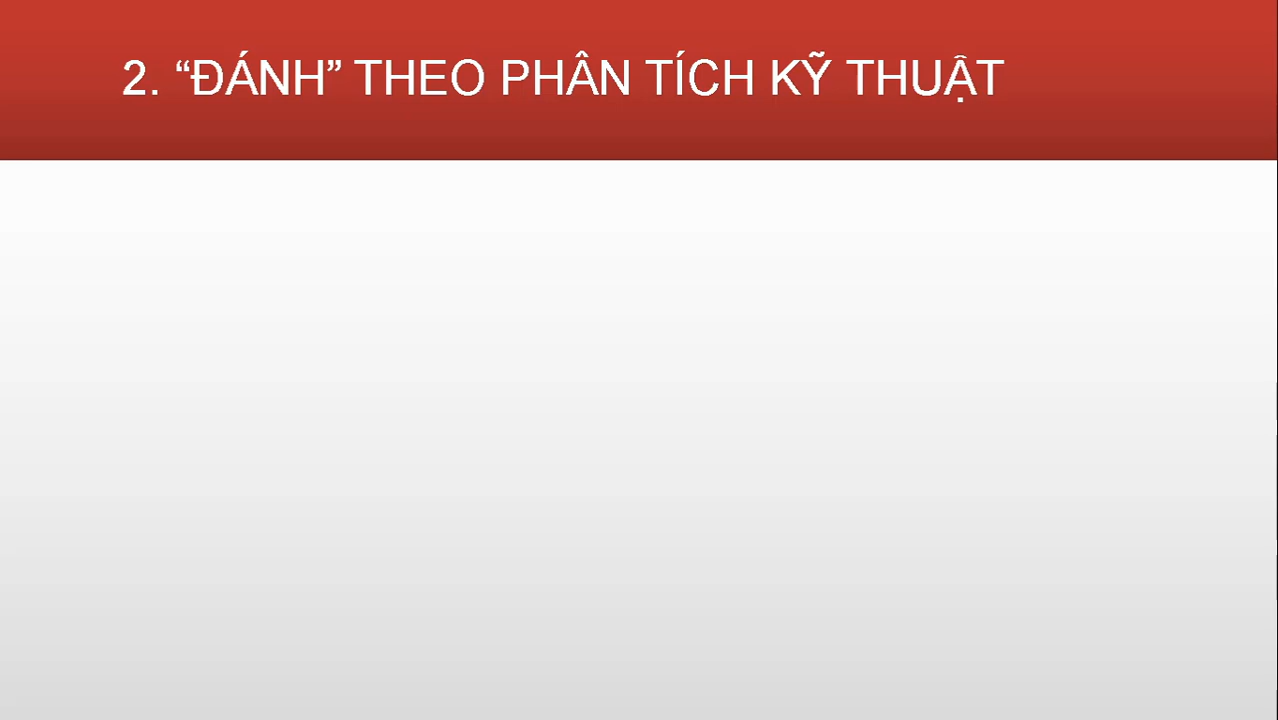 2. “ĐÁNH” THEO PHÂN TÍCH KỸ THUẬT